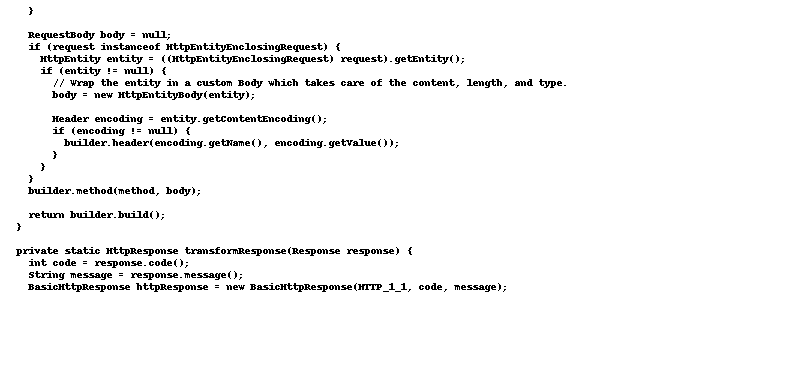 }
RequestBody body = null;
if (request instanceof HttpEntityEnclosingRequest) {
HttpEntity entity = ((HttpEntityEnclosingRequest) request).getEntity();
if (entity != null) {
// Wrap the entity in a custom Body which takes care of the content, length, and type.
body = new HttpEntityBody(entity);
Header encoding = entity.getContentEncoding();
if (encoding != null) {
builder.header(encoding.getName(), encoding.getValue());
}
}
}
builder.method(method, body);
return builder.build();
}
private static HttpResponse transformResponse(Response response) {
int code = response.code();
String message = response.message();
BasicHttpResponse httpResponse = new BasicHttpResponse(HTTP_1_1, code, message);